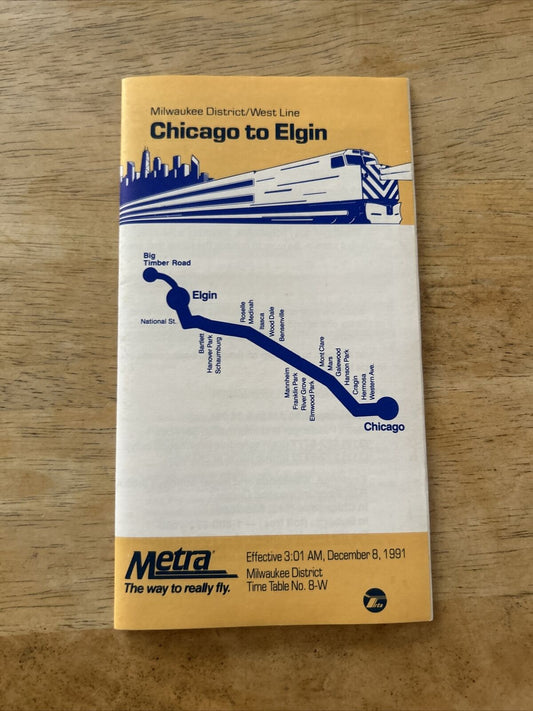 Milwaukee District/West Line
Chicago to Elgin
Big
Timber Road
Elgin
National St.
Bartlett
Hanover Park
Schaumburg
Roselle
Medinah
Itasca
Wood Dale
Bensenville
Mannheim
Franklin Park
River Grove
Elmwood Park
Mont Clare
Mars
Galewood
Hanson Park
Cragin
Hermosa
Western Ave.
Chicago
Metra®
The way to really fly.
Effective 3:01 AM, December 8, 1991
Milwaukee District
Time Table No. 8-W